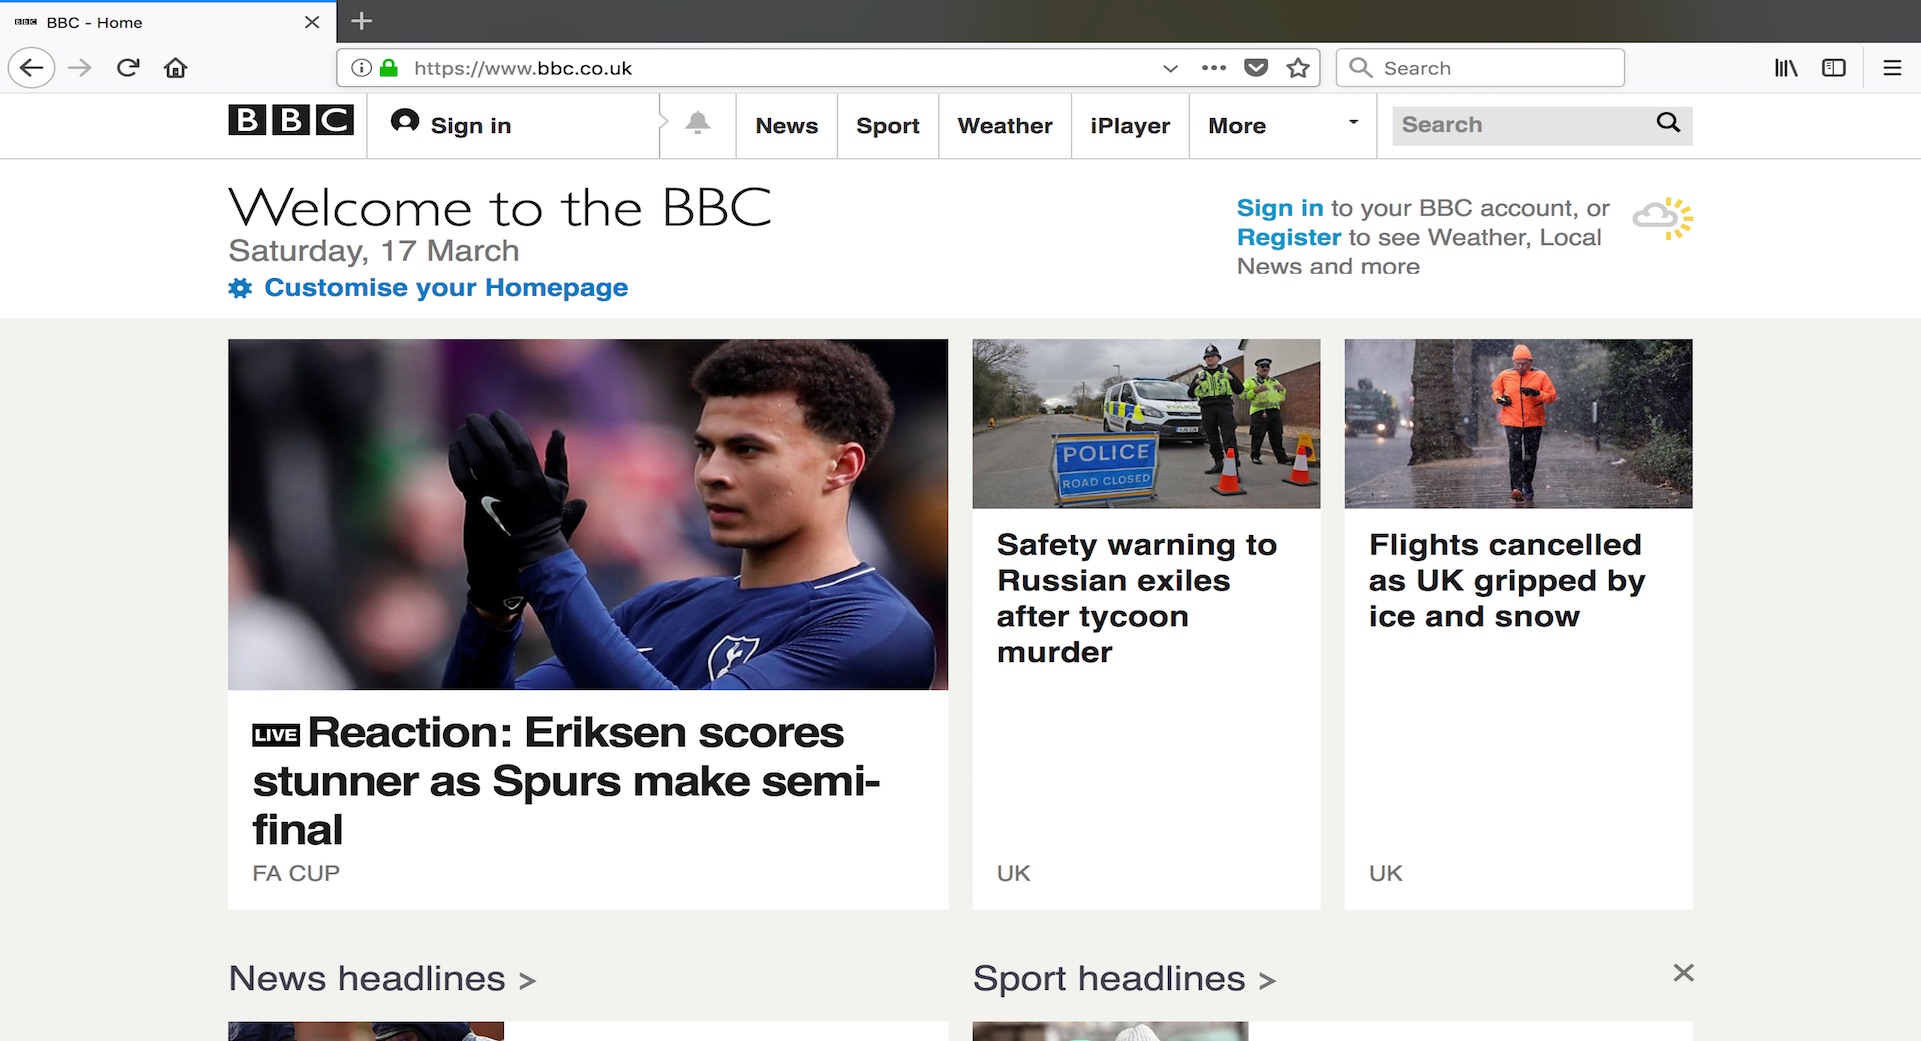 BBC BBC - Home
https://www.bbc.co.uk
Search
BBC
Sign in
News
Sport
Weather
iPlayer
More
Search
Welcome to the BBC
Saturday, 17 March
Customise your Homepage
Sign in to your BBC account, or
Register to see Weather, Local
News and more
POLICE
POLICE
ROAD CLOSED
LIVE Reaction: Eriksen scores
stunner as Spurs make semi-
final
FA CUP
Safety warning to
Russian exiles
after tycoon
murder
UK
Flights cancelled
as UK gripped by
ice and snow
UK
News headlines >
Sport headlines >